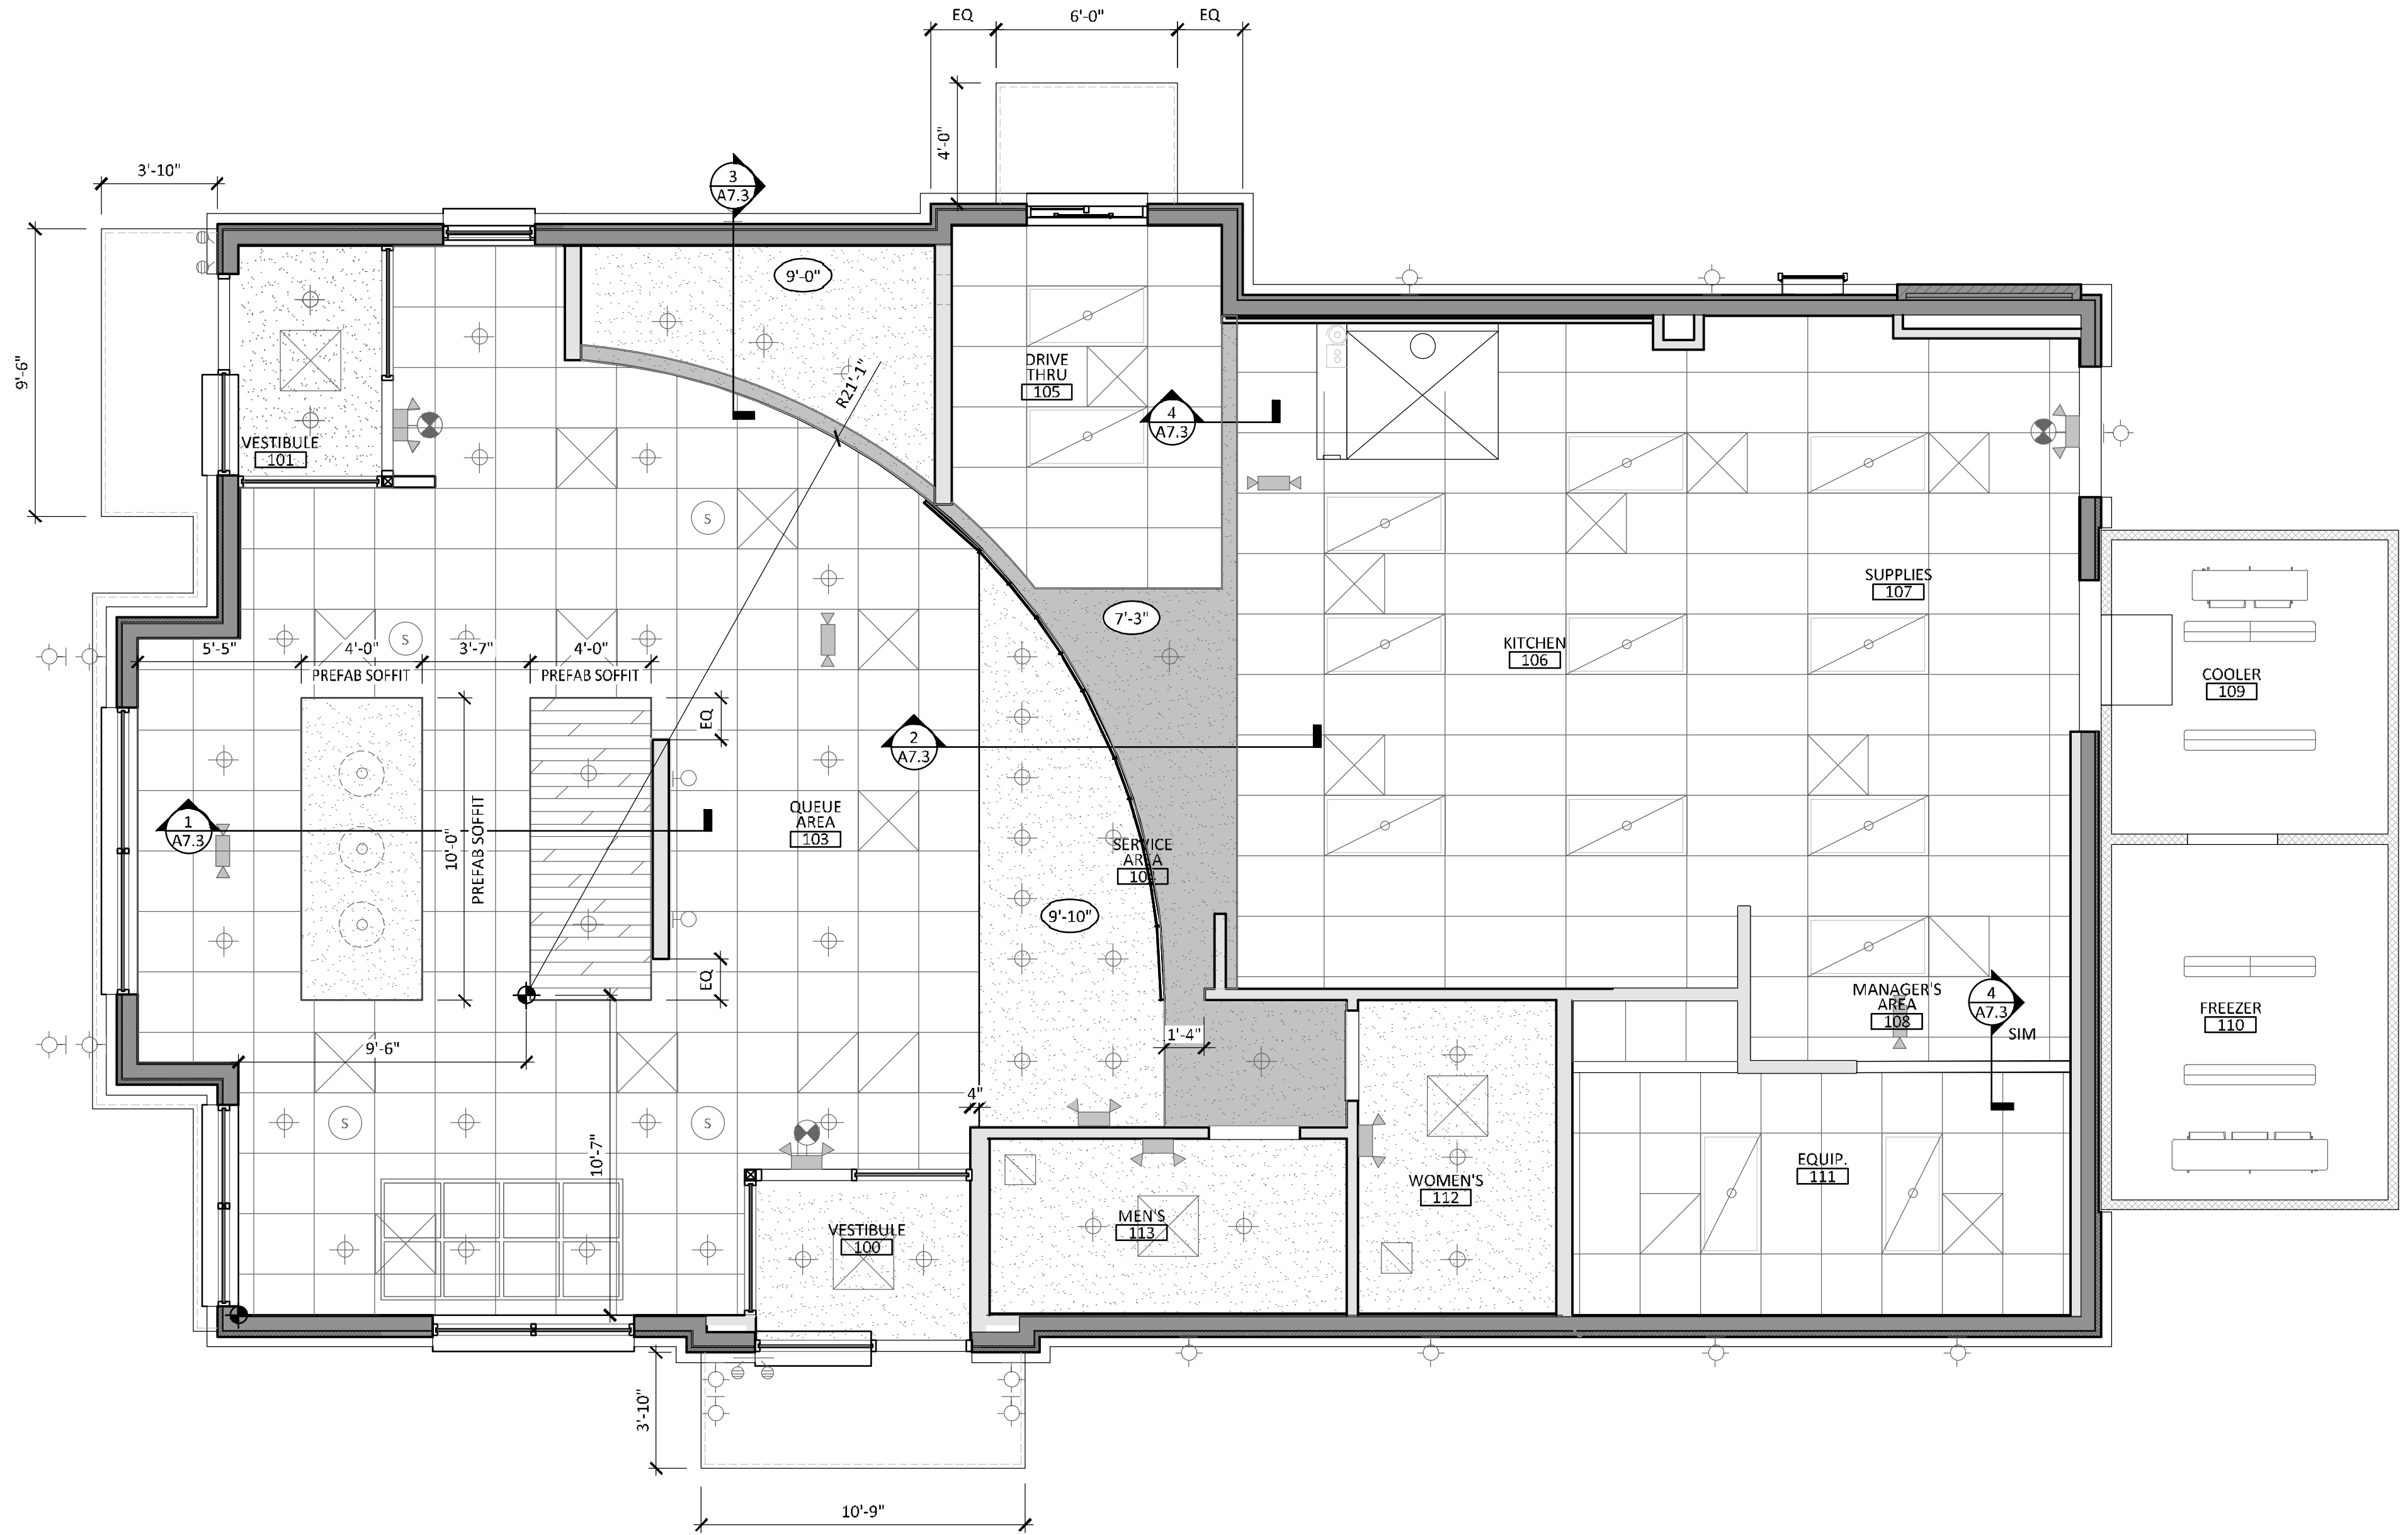 EQ
6'-0"
EQ
4'-0"
3'-10"
3
A7.3
9'-6"
9'-0"
R21'-1"
DRIVE
THRU
105
4
A7.3
VESTIBULE
101
S
S
5'-5"
4'-0"
3'-7"
4'-0"
PREFAB SOFFIT
PREFAB SOFFIT
7'-3"
SUPPLIES
107
KITCHEN
106
COOLER
109
EQ
2
A7.3
1
A7.3
10'-0"
PREFAB SOFFIT
QUEUE
AREA
103
SERVICE
AREA
9'-10"
EQ
MANAGER'S
AREA
108
4
A7.3
SIM
FREEZER
110
1'-4"
9'-6"
4"
S
S
10'-7"
EQUIP.
111
WOMEN'S
112
MEN'S
113
VESTIBULE
100
3'-10"
10'-9"